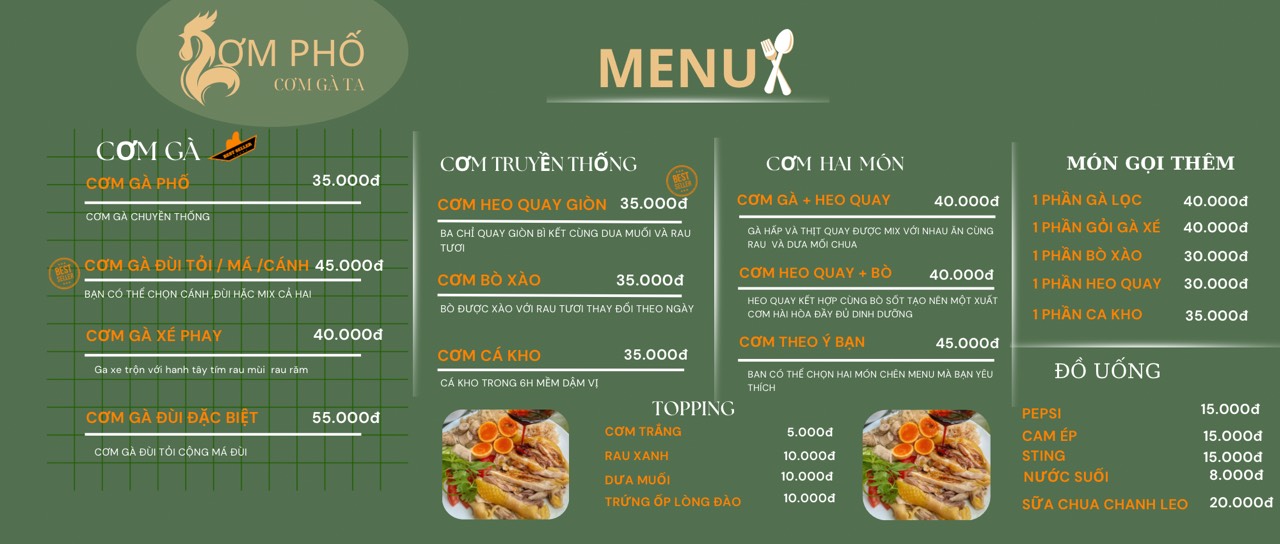 CƠM PHỐ
CƠM GÀ TA
MENU
CƠM GÀ
BEST SELLER
CƠM GÀ PHỐ 35.000đ
CƠM GÀ CHUYỀN THỐNG
BEST SELLER
CƠM GÀ ĐÙI TỎI / MÁ /CÁNH 45.000đ
BẠN CÓ THỂ CHỌN CÁNH ,ĐÙI HẶC MIX CẢ HAI
CƠM GÀ XÉ PHAY 40.000đ
Ga xe trộn với hanh tây tím rau mùi rau răm
CƠM GÀ ĐÙI ĐẶC BIỆT 55.000đ
CƠM GÀ ĐÙI TỎI CỘNG MÁ ĐÙI
CƠM TRUYỀN THỐNG
BEST SELLER
CƠM HEO QUAY GIÒN 35.000đ
BA CHỈ QUAY GIÒN BÌ KẾT CÙNG DUA MUỐI VÀ RAU
TƯƠI
CƠM BÒ XÀO 35.000đ
BÒ ĐƯỢC XÀO VỚI RAU TƯƠI THAY ĐỔI THEO NGÀY
CƠM CÁ KHO 35.000đ
CÁ KHO TRONG 6H MỀM DẬM VỊ
CƠM HAI MÓN
CƠM GÀ + HEO QUAY 40.000đ
GÀ HẤP VÀ THỊT QUAY ĐƯỢC MIX VỚI NHAU ĂN CÙNG
RAU VÀ DƯA MỐI CHUA
CƠM HEO QUAY + BÒ 40.000đ
HEO QUAY KẾT HỢP CÙNG BÒ SỐT TẠO NÊN MỘT XUẤT
CƠM HÀI HÒA ĐẦY ĐỦ DINH DƯỠNG
CƠM THEO Ý BẠN 45.000đ
BAN CÓ THỂ CHỌN HAI MÓN CHÊN MENU MÀ BẠN YÊU
THÍCH
TOPPING
CƠM TRẮNG 5.000đ
RAU XANH 10.000đ
DƯA MUỐI 10.000đ
TRỨNG ỐP LÒNG ĐÀO 10.000đ
MÓN GỌI THÊM
1 PHẦN GÀ LỌC 40.000đ
1 PHẦN GỎI GÀ XÉ 40.000đ
1 PHẦN BÒ XÀO 30.000đ
1 PHẦN HEO QUAY 30.000đ
1 PHẦN CA KHO 35.000đ
ĐỒ UỐNG
PEPSI 15.000đ
CAM ÉP 15.000đ
STING 15.000đ
NƯỚC SUỐI 8.000đ
SỮA CHUA CHANH LEO 20.000đ